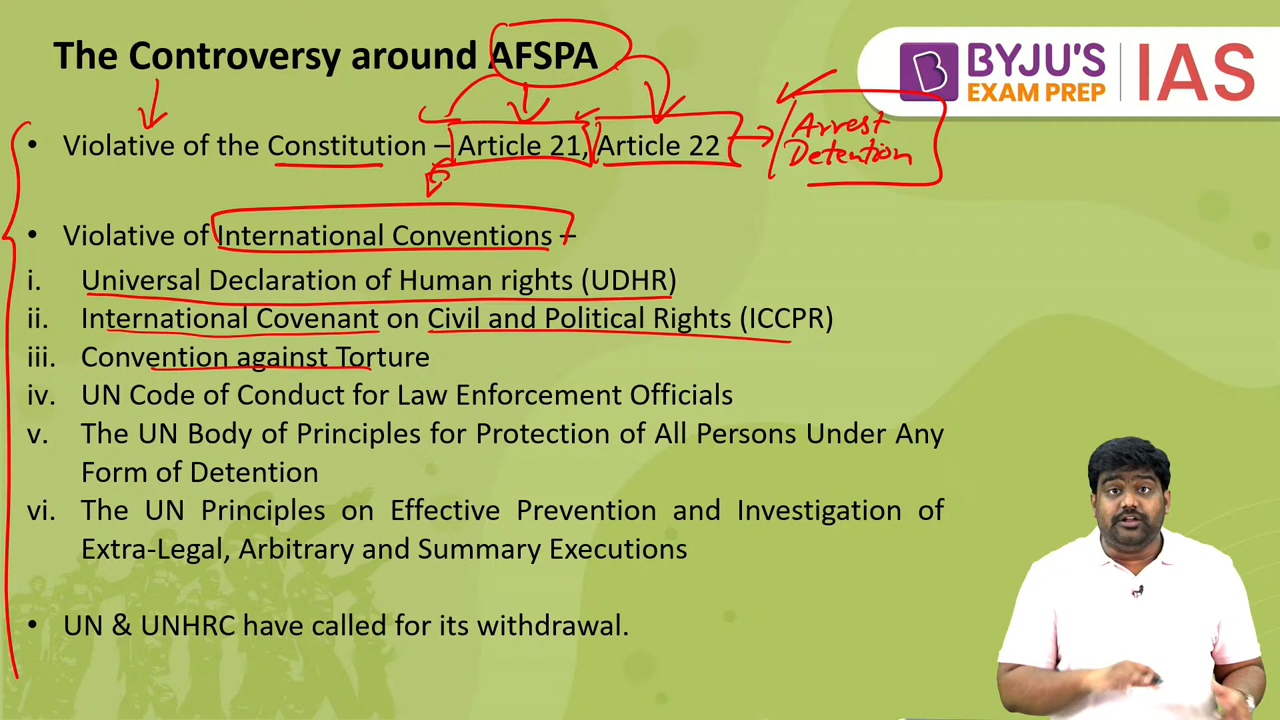 The Controversy around AFSPA
BYJU'S
EXAM PREP
IAS
• Violative of the Constitution – Article 21, Article 22
Arrest
Detention
• Violative of International Conventions –
i. Universal Declaration of Human rights (UDHR)
ii. International Covenant on Civil and Political Rights (ICCPR)
iii. Convention against Torture
iv. UN Code of Conduct for Law Enforcement Officials
v. The UN Body of Principles for Protection of All Persons Under Any
Form of Detention
vi. The UN Principles on Effective Prevention and Investigation of
Extra-Legal, Arbitrary and Summary Executions
• UN & UNHRC have called for its withdrawal.